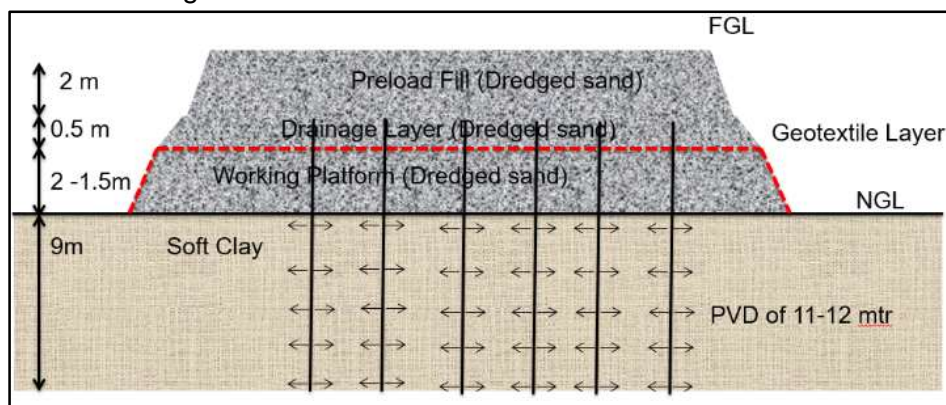 FGL
2 m
Preload Fill (Dredged sand)
0.5 m
Drainage Layer (Dredged sand)
Geotextile Layer
2 -1.5m
Working Platform (Dredged sand)
NGL
9m
Soft Clay
PVD of 11-12 mtr